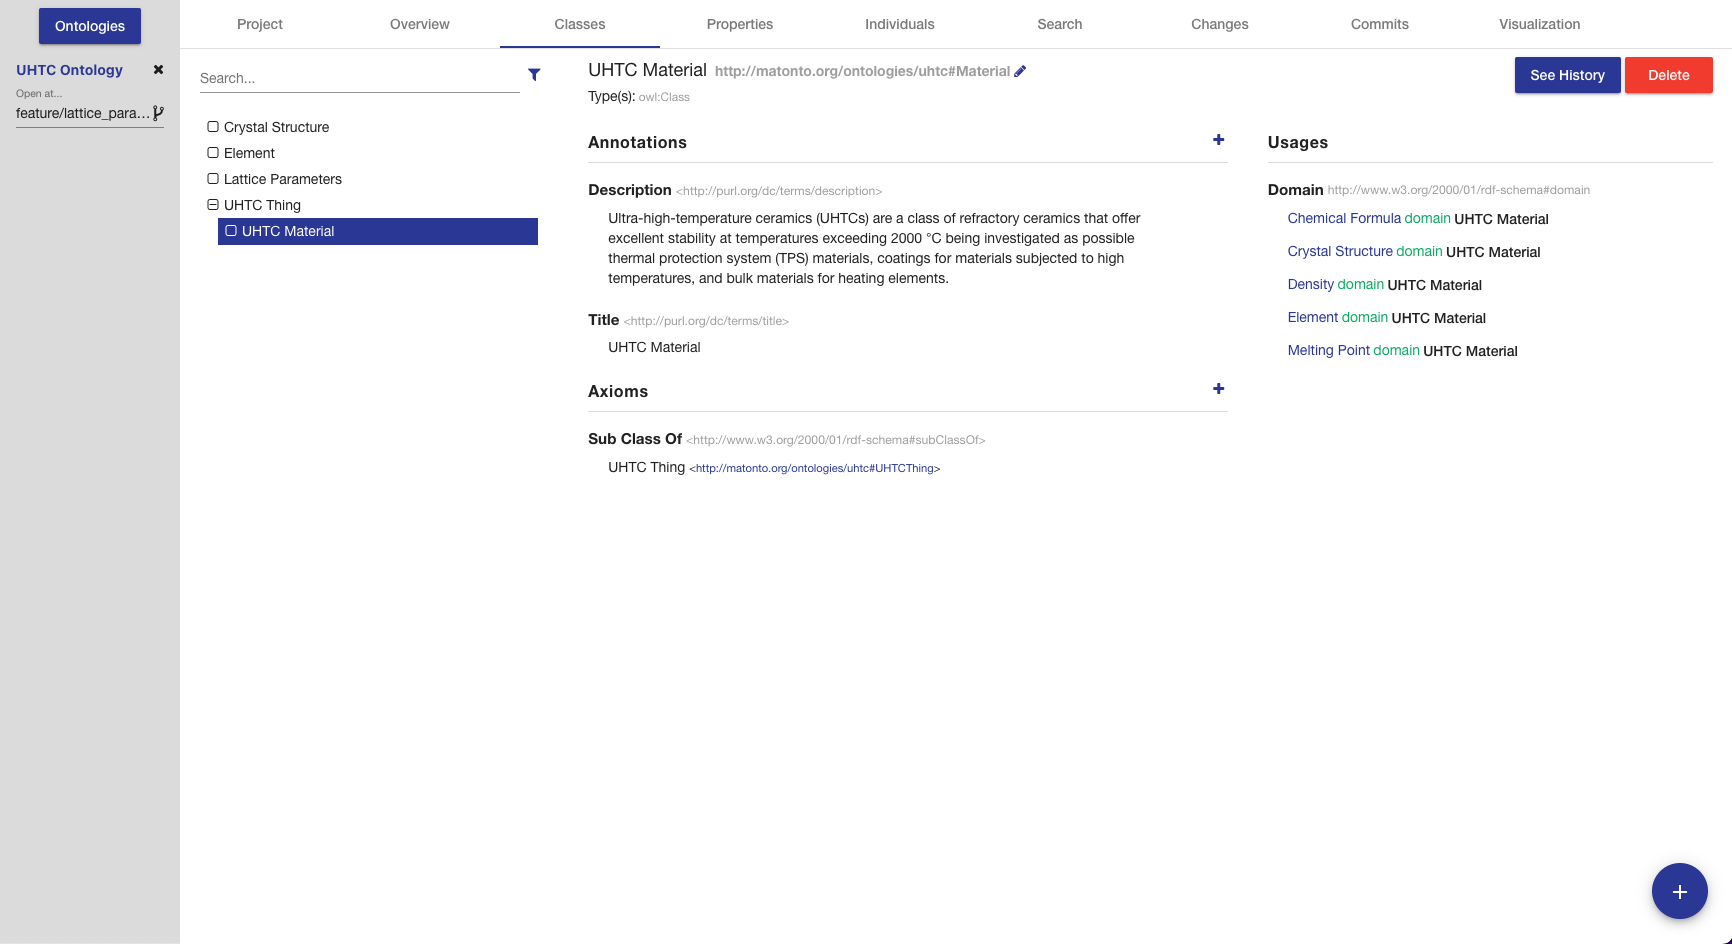 Ontologies
UHTC Ontology
Open at...
feature/lattice_para...
Project Overview Classes Properties Individuals Search Changes Commits Visualization
Search...
Crystal Structure
Element
Lattice Parameters
UHTC Thing
UHTC Material
UHTC Material http://matonto.org/ontologies/uhtc#Material
Type(s): owl:Class
See History
Delete
Annotations
Description <http://purl.org/dc/terms/description>
Ultra-high-temperature ceramics (UHTCs) are a class of refractory ceramics that offer
excellent stability at temperatures exceeding 2000 °C being investigated as possible
thermal protection system (TPS) materials, coatings for materials subjected to high
temperatures, and bulk materials for heating elements.
Title <http://purl.org/dc/terms/title>
UHTC Material
Axioms
Sub Class Of <http://www.w3.org/2000/01/rdf-schema#subClassOf>
UHTC Thing <http://matonto.org/ontologies/uhtc#UHTCThing>
Usages
Domain http://www.w3.org/2000/01/rdf-schema#domain
Chemical Formula domain UHTC Material
Crystal Structure domain UHTC Material
Density domain UHTC Material
Element domain UHTC Material
Melting Point domain UHTC Material